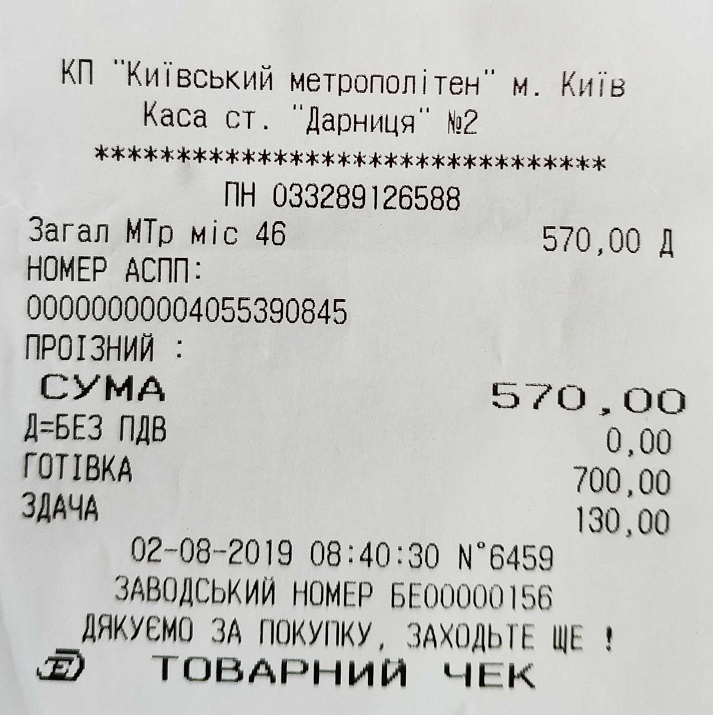 КП "Київський метрополітен" м. Київ
Каса ст. "Дарниця" №2
********************************
ПН 033289126588
Загал МТр міс 46 570,00 Д
НОМЕР АСПП:
00000000004055390845
ПРОІЗНИЙ :
СУМА 570,00
Д=БЕЗ ПДВ 0,00
ГОТІВКА 700,00
ЗДАЧА 130,00
02-08-2019 08:40:30 N°6459
ЗАВОДСЬКИЙ НОМЕР БЕ00000156
ДЯКУЄМО ЗА ПОКУПКУ, ЗАХОДЬТЕ ЩЕ !
ТОВАРНИЙ ЧЕК